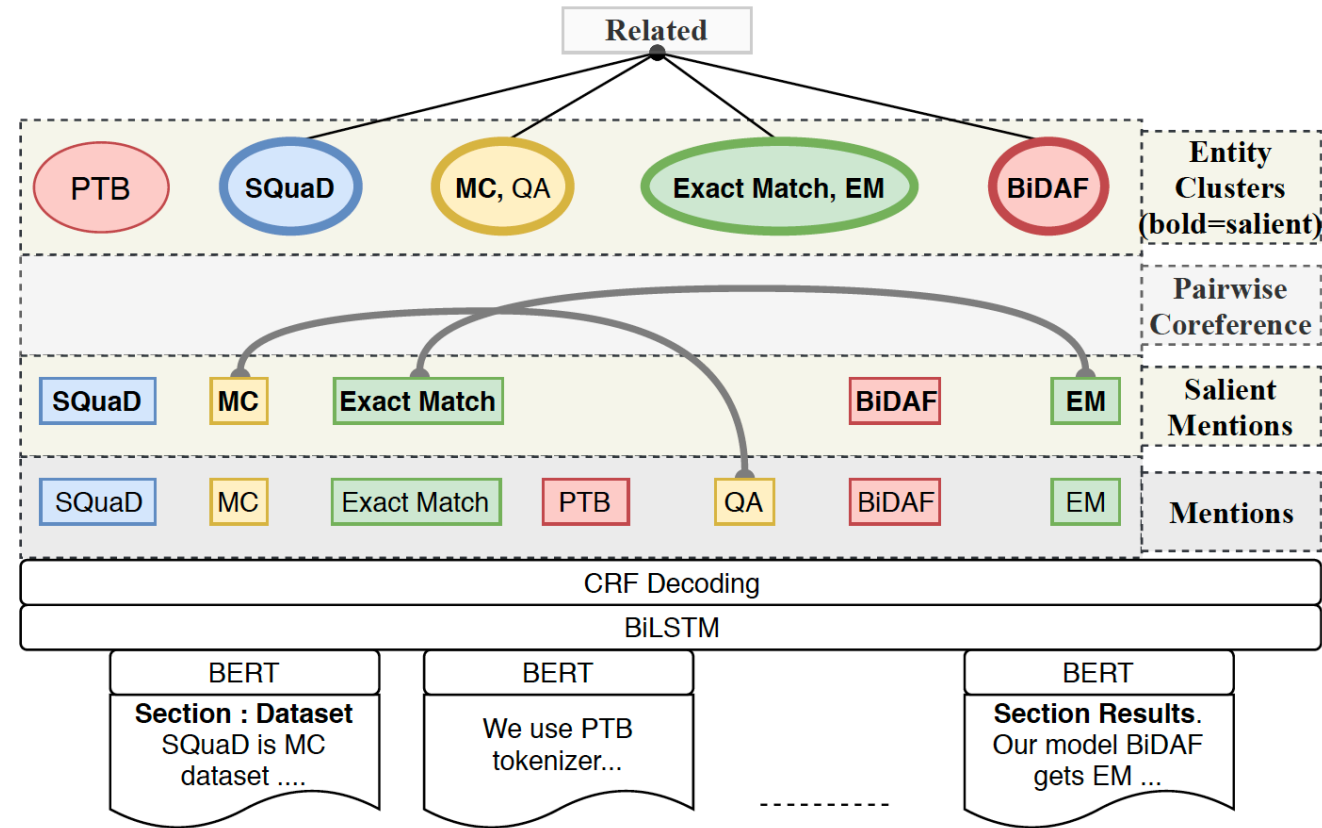 Related
PTB
SQuaD
MC, QA
Exact Match, EM
BiDAF
Entity
Clusters
(bold=salient)
Pairwise
Coreference
SQuaD
MC
Exact Match
BiDAF
EM
Salient
Mentions
SQuaD
MC
Exact Match
PTB
QA
BiDAF
EM
Mentions
CRF Decoding
BiLSTM
BERT
BERT
BERT
Section : Dataset
SQuaD is MC
dataset ....
We use PTB
tokenizer...
Section Results.
Our model BiDAF
gets EM ...